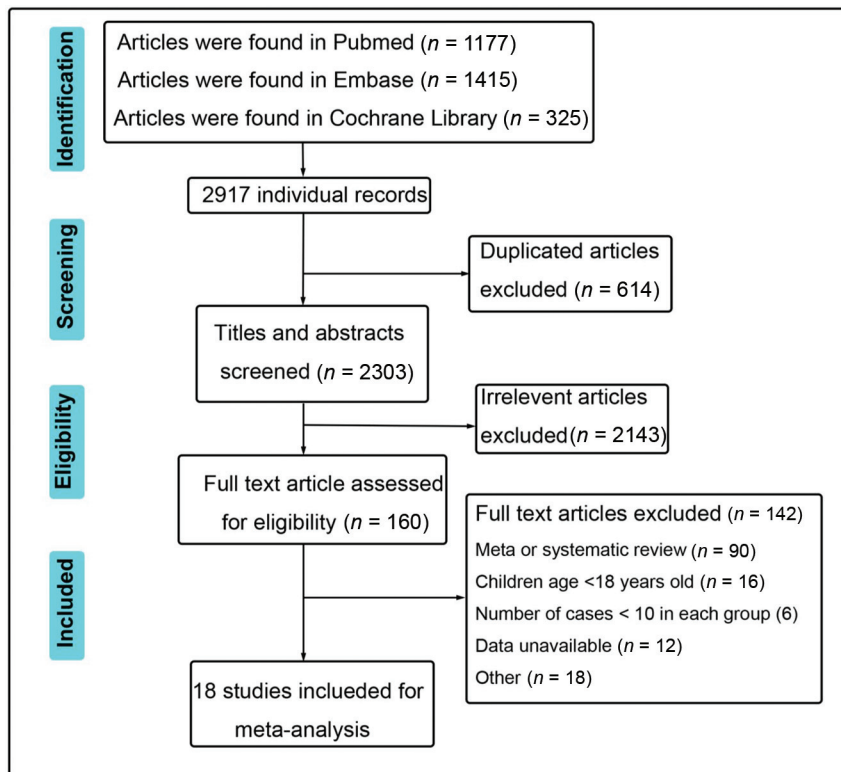 Identification
Articles were found in Pubmed (n = 1177)
Articles were found in Embase (n = 1415)
Articles were found in Cochrane Library (n = 325)
2917 individual records
Screening
Duplicated articles
excluded (n = 614)
Titles and abstracts
screened (n = 2303)
Eligibility
Irrelevent articles
excluded(n = 2143)
Full text article assessed
for eligibility (n = 160)
Included
Full text articles excluded (n = 142)
Meta or systematic review (n = 90)
Children age <18 years old (n = 16)
Number of cases < 10 in each group (6)
Data unavailable (n = 12)
Other (n = 18)
18 studies inclueded for
meta-analysis